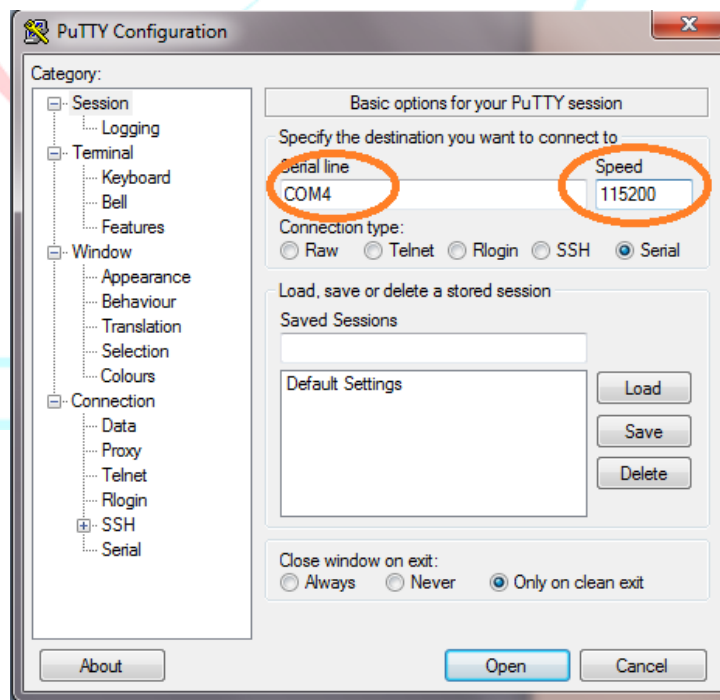 PuTTY Configuration
Category:
Session
Logging
Terminal
Keyboard
Bell
Features
Window
Appearance
Behaviour
Translation
Selection
Colours
Connection
Data
Proxy
Telnet
Rlogin
SSH
Serial
Basic options for your PuTTY session
Specify the destination you want to connect to
Serial line Speed
COM4 115200
Connection type:
Raw Telnet Rlogin SSH Serial
Load, save or delete a stored session
Saved Sessions
Default Settings
Load
Save
Delete
Close window on exit:
Always Never Only on clean exit
About Open Cancel